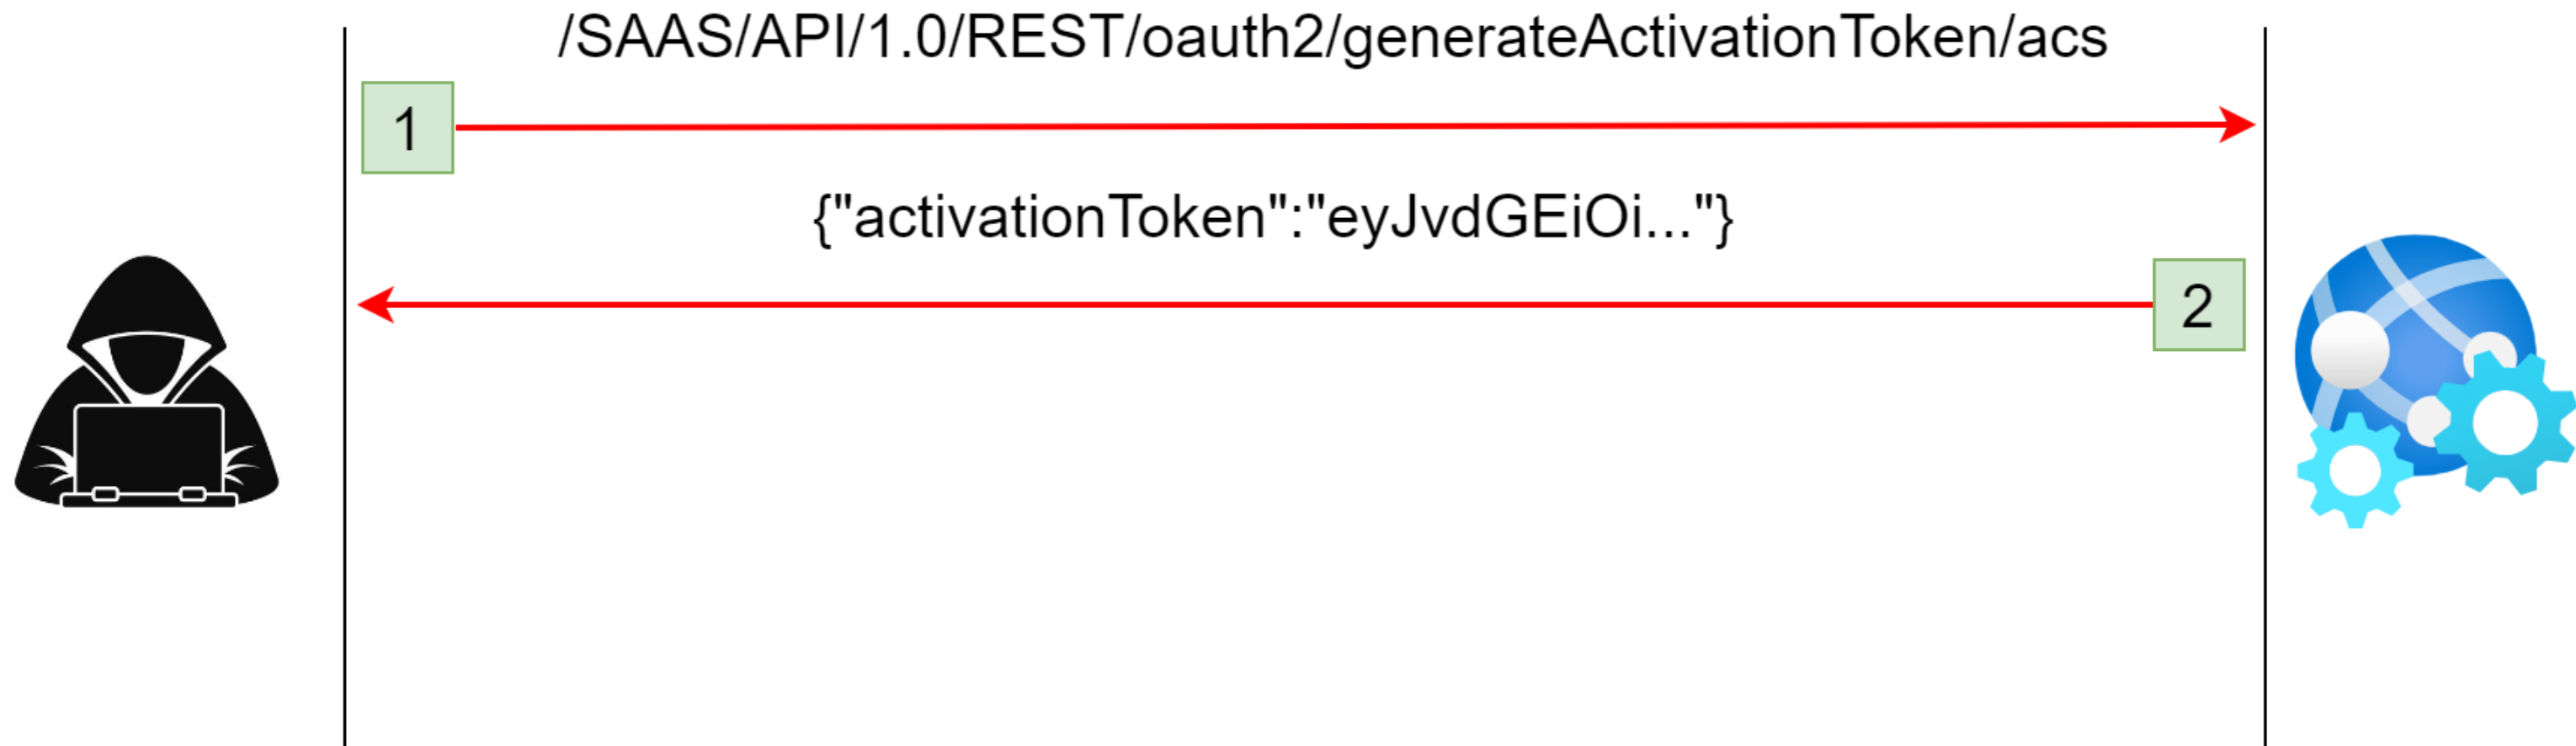 /SAAS/API/1.0/REST/oauth2/generateActivationToken/acs
1
{"activationToken":"eyJvdGEiOi..."}
2